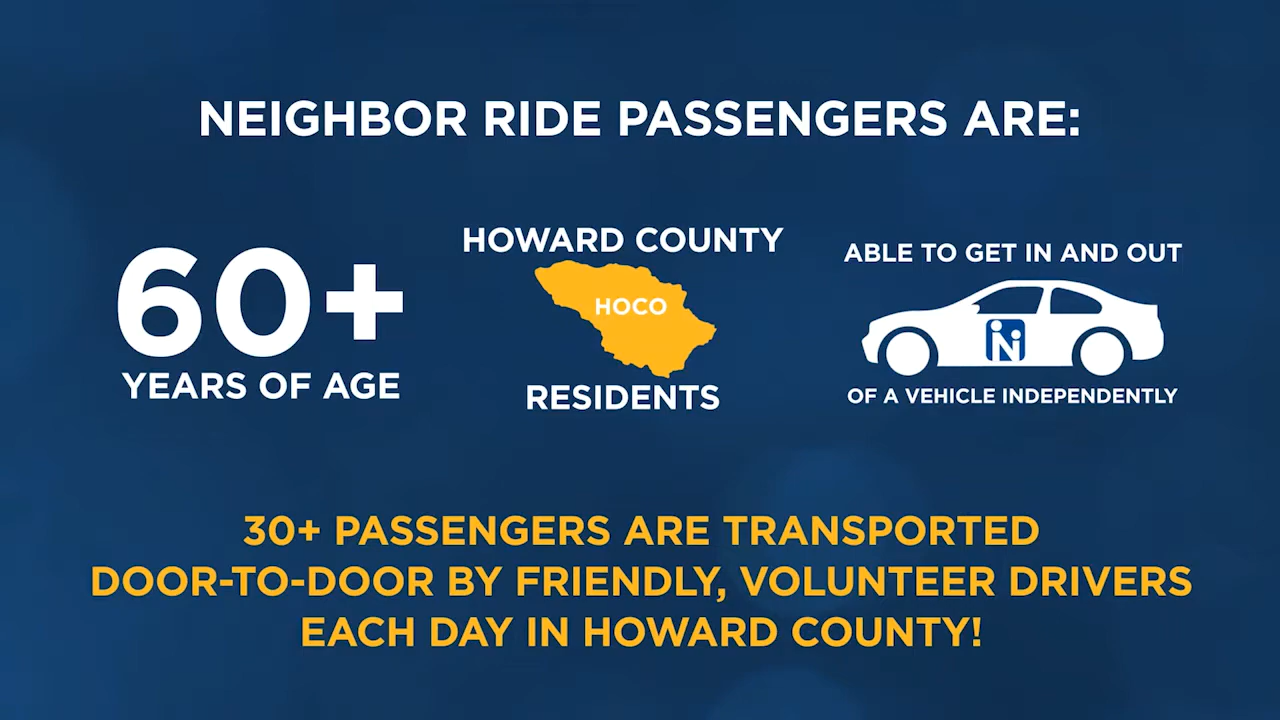 NEIGHBOR RIDE PASSENGERS ARE:
60+
YEARS OF AGE
HOWARD COUNTY
HOCO
RESIDENTS
ABLE TO GET IN AND OUT
N
OF A VEHICLE INDEPENDENTLY
30+ PASSENGERS ARE TRANSPORTED
DOOR-TO-DOOR BY FRIENDLY, VOLUNTEER DRIVERS
EACH DAY IN HOWARD COUNTY!